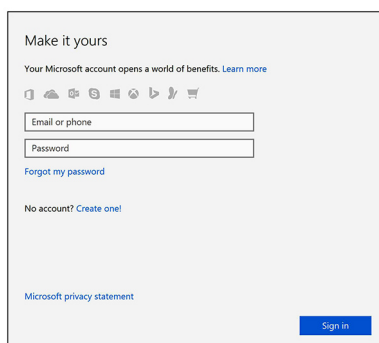 Make it yours
Your Microsoft account opens a world of benefits. Learn more
Email or phone
Password
Forgot my password
No account? Create one!
Microsoft privacy statement
Sign in